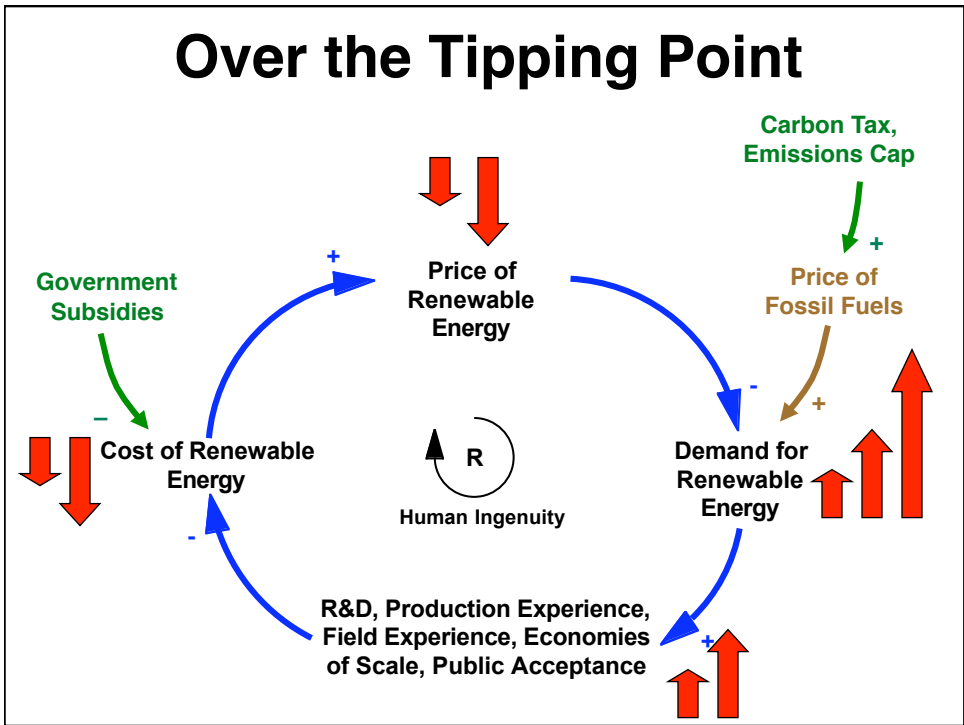 Over the Tipping Point
Carbon Tax,
Emissions Cap
+
Price of
Fossil Fuels
+
Government
Subsidies
–
+
Price of
Renewable
Energy
-
Cost of Renewable
Energy
R
Human Ingenuity
Demand for
Renewable
Energy
-
R&D, Production Experience,
Field Experience, Economies
of Scale, Public Acceptance
+